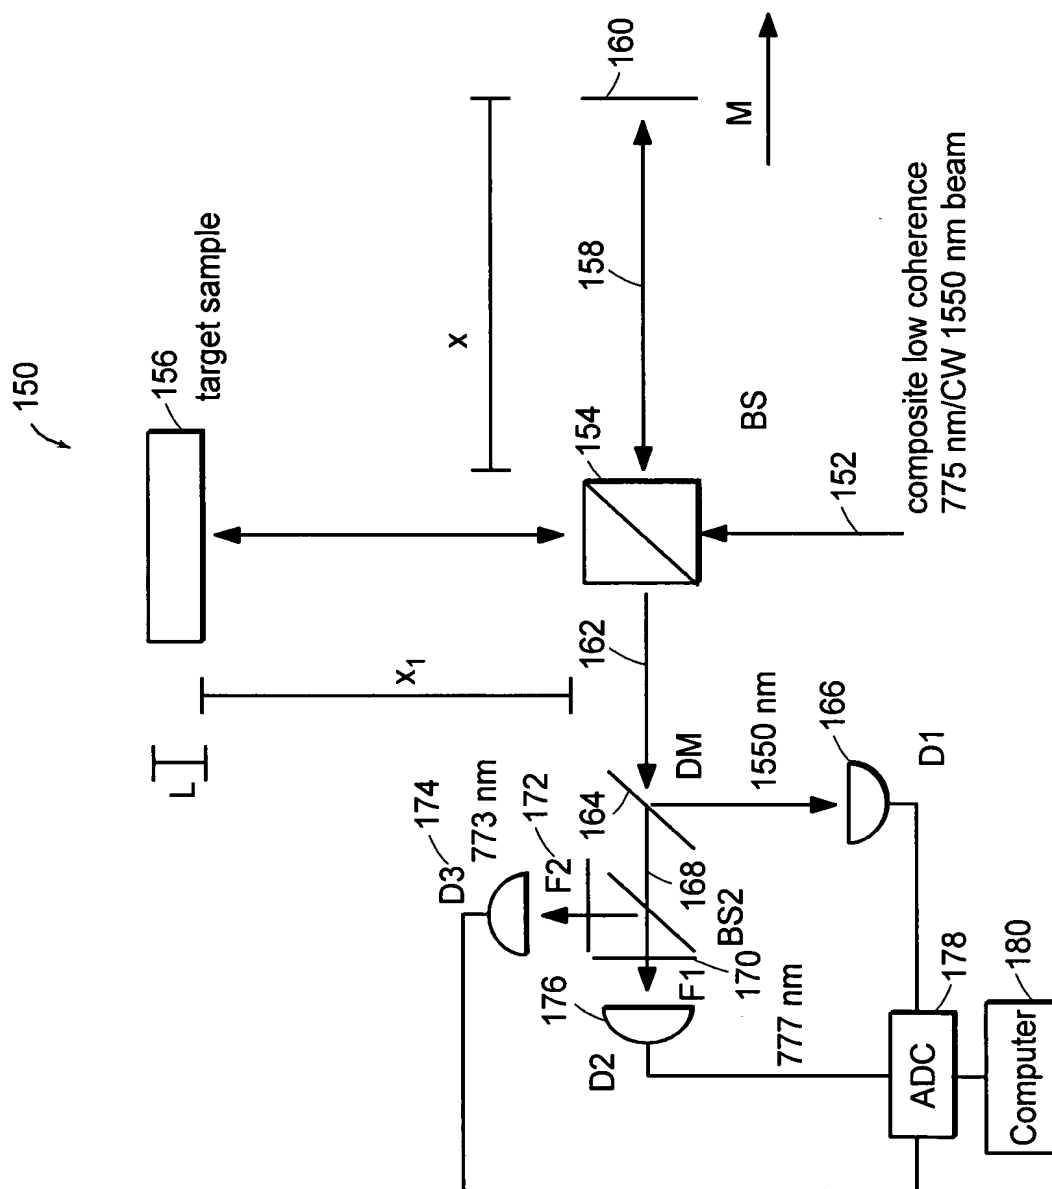 150
156
target sample
L
x₁
x
160
M
154
BS
158
152
composite low coherence
775 nm/CW 1550 nm beam
162
DM
164
1550 nm
166
D1
168
BS2
170
F1
F2
172
773 nm
174
D3
176
D2
777 nm
178
ADC
180
Computer